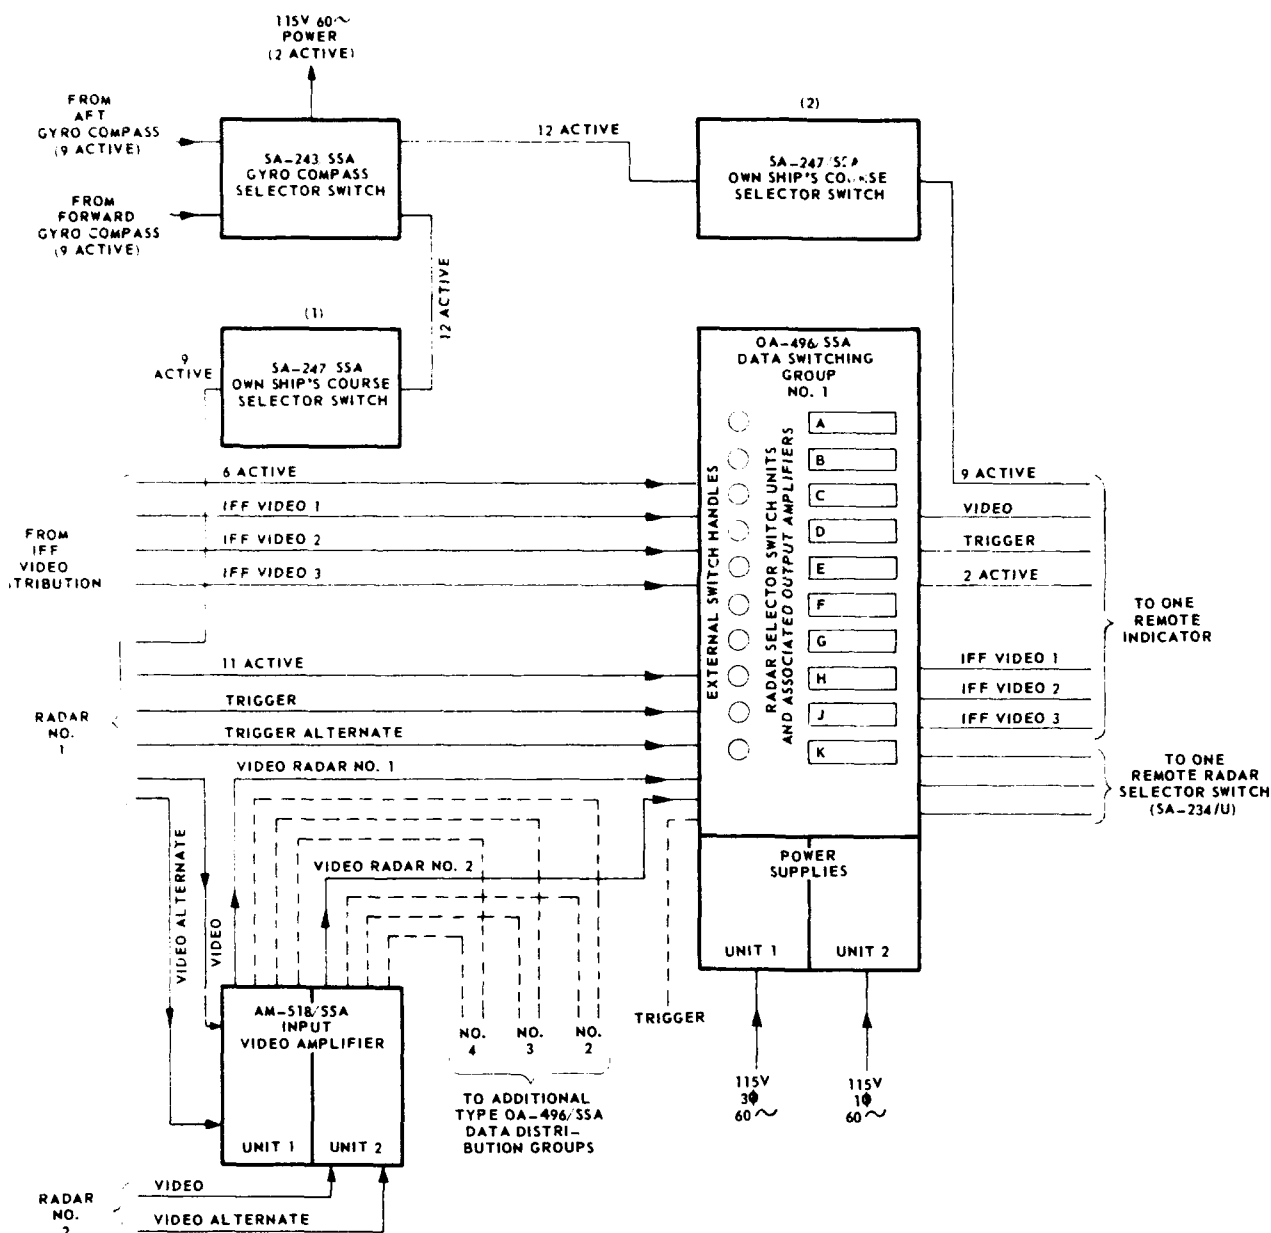 115V 60~
POWER
(2 ACTIVE)
FROM
AFT
GYRO COMPASS
(9 ACTIVE)
FROM
FORWARD
GYRO COMPASS
(9 ACTIVE)
SA-243 SSA
GYRO COMPASS
SELECTOR
SWITCH
12 ACTIVE
(2)
SA-247/SSA
OWN SHIP'S COURSE
SELECTOR SWITCH
12 ACTIVE
(1)
9
ACTIVE
SA-247 SSA
OWN SHIP'S COURSE
SELECTOR SWITCH
OA-496/SSA
DATA SWITCHING
GROUP
NO. 1
EXTERNAL SWITCH HANDLES
RADAR SELECTOR SWITCH UNITS
AND ASSOCIATED OUTPUT AMPLIFIERS
A
B
C
D
E
F
G
H
J
K
FROM
IFF
VIDEO
TRIBUTION
6 ACTIVE
IFF VIDEO 1
IFF VIDEO 2
IFF VIDEO 3
RADAR
NO.
1
11 ACTIVE
TRIGGER
TRIGGER ALTERNATE
VIDEO RADAR NO. 1
VIDEO RADAR NO. 2
VIDEO ALTERNATE
VIDEO
9 ACTIVE
VIDEO
TRIGGER
2 ACTIVE
IFF VIDEO 1
IFF VIDEO 2
IFF VIDEO 3
TO ONE
REMOTE
INDICATOR
TO ONE
REMOTE RADAR
SELECTOR SWITCH
(SA-234/U)
POWER
SUPPLIES
UNIT 1
UNIT 2
TRIGGER
115V
3ϕ
60~
115V
1ϕ
60~
AM-518/SSA
INPUT
VIDEO AMPLIFIER
UNIT 1
UNIT 2
NO.
4
NO.
3
NO.
2
TO ADDITIONAL
TYPE OA-496/SSA
DATA DISTRI-
BUTION GROUPS
RADAR
NO.
2
VIDEO
VIDEO ALTERNATE